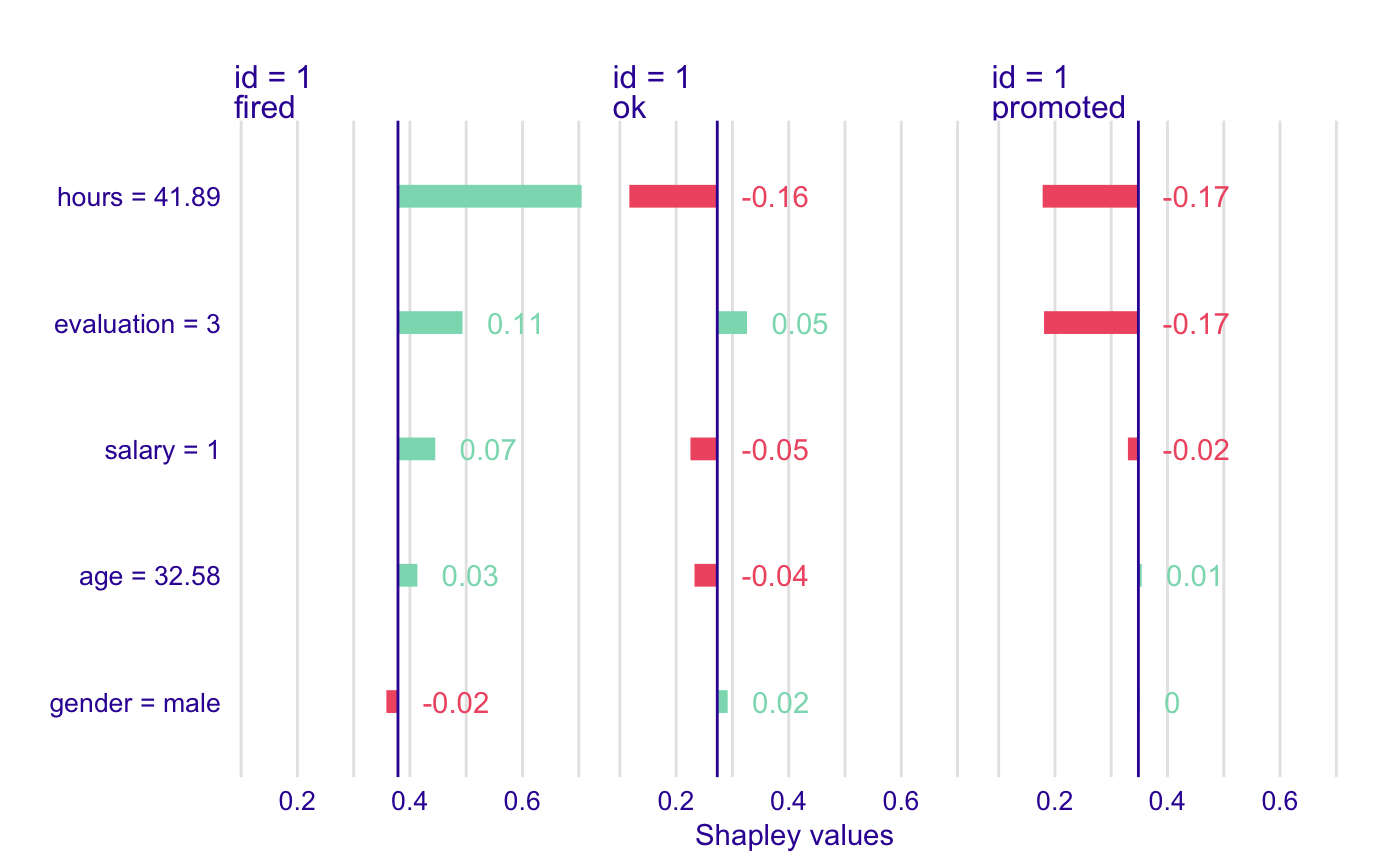 id = 1
fired
id = 1
ok
id = 1
promoted
hours = 41.89
-0.16
-0.17
evaluation = 3
0.11
0.05
-0.17
salary = 1
0.07
-0.05
-0.02
age = 32.58
0.03
-0.04
0.01
gender = male
-0.02
0.02
0
0.2 0.4 0.6
0.2 0.4 0.6
0.2 0.4 0.6
Shapley values